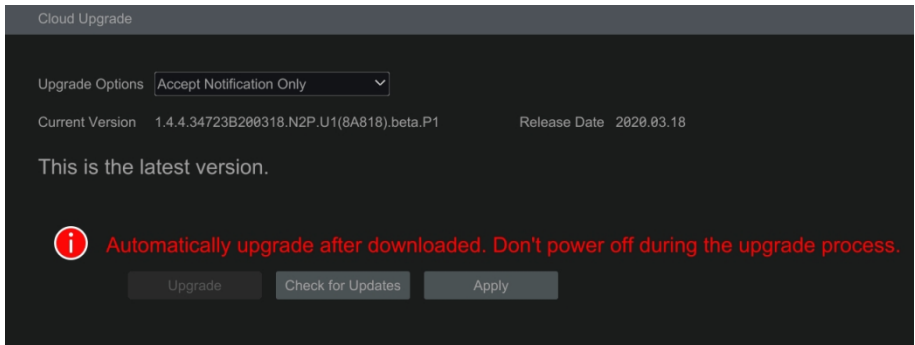 Cloud Upgrade
Upgrade Options Accept Notification Only
Current Version 1.4.4.34723B200318.N2P.U1(8A818).beta.P1 Release Date 2020.03.18
This is the latest version.
Automatically upgrade after downloaded. Don't power off during the upgrade process.
Upgrade Check for Updates Apply